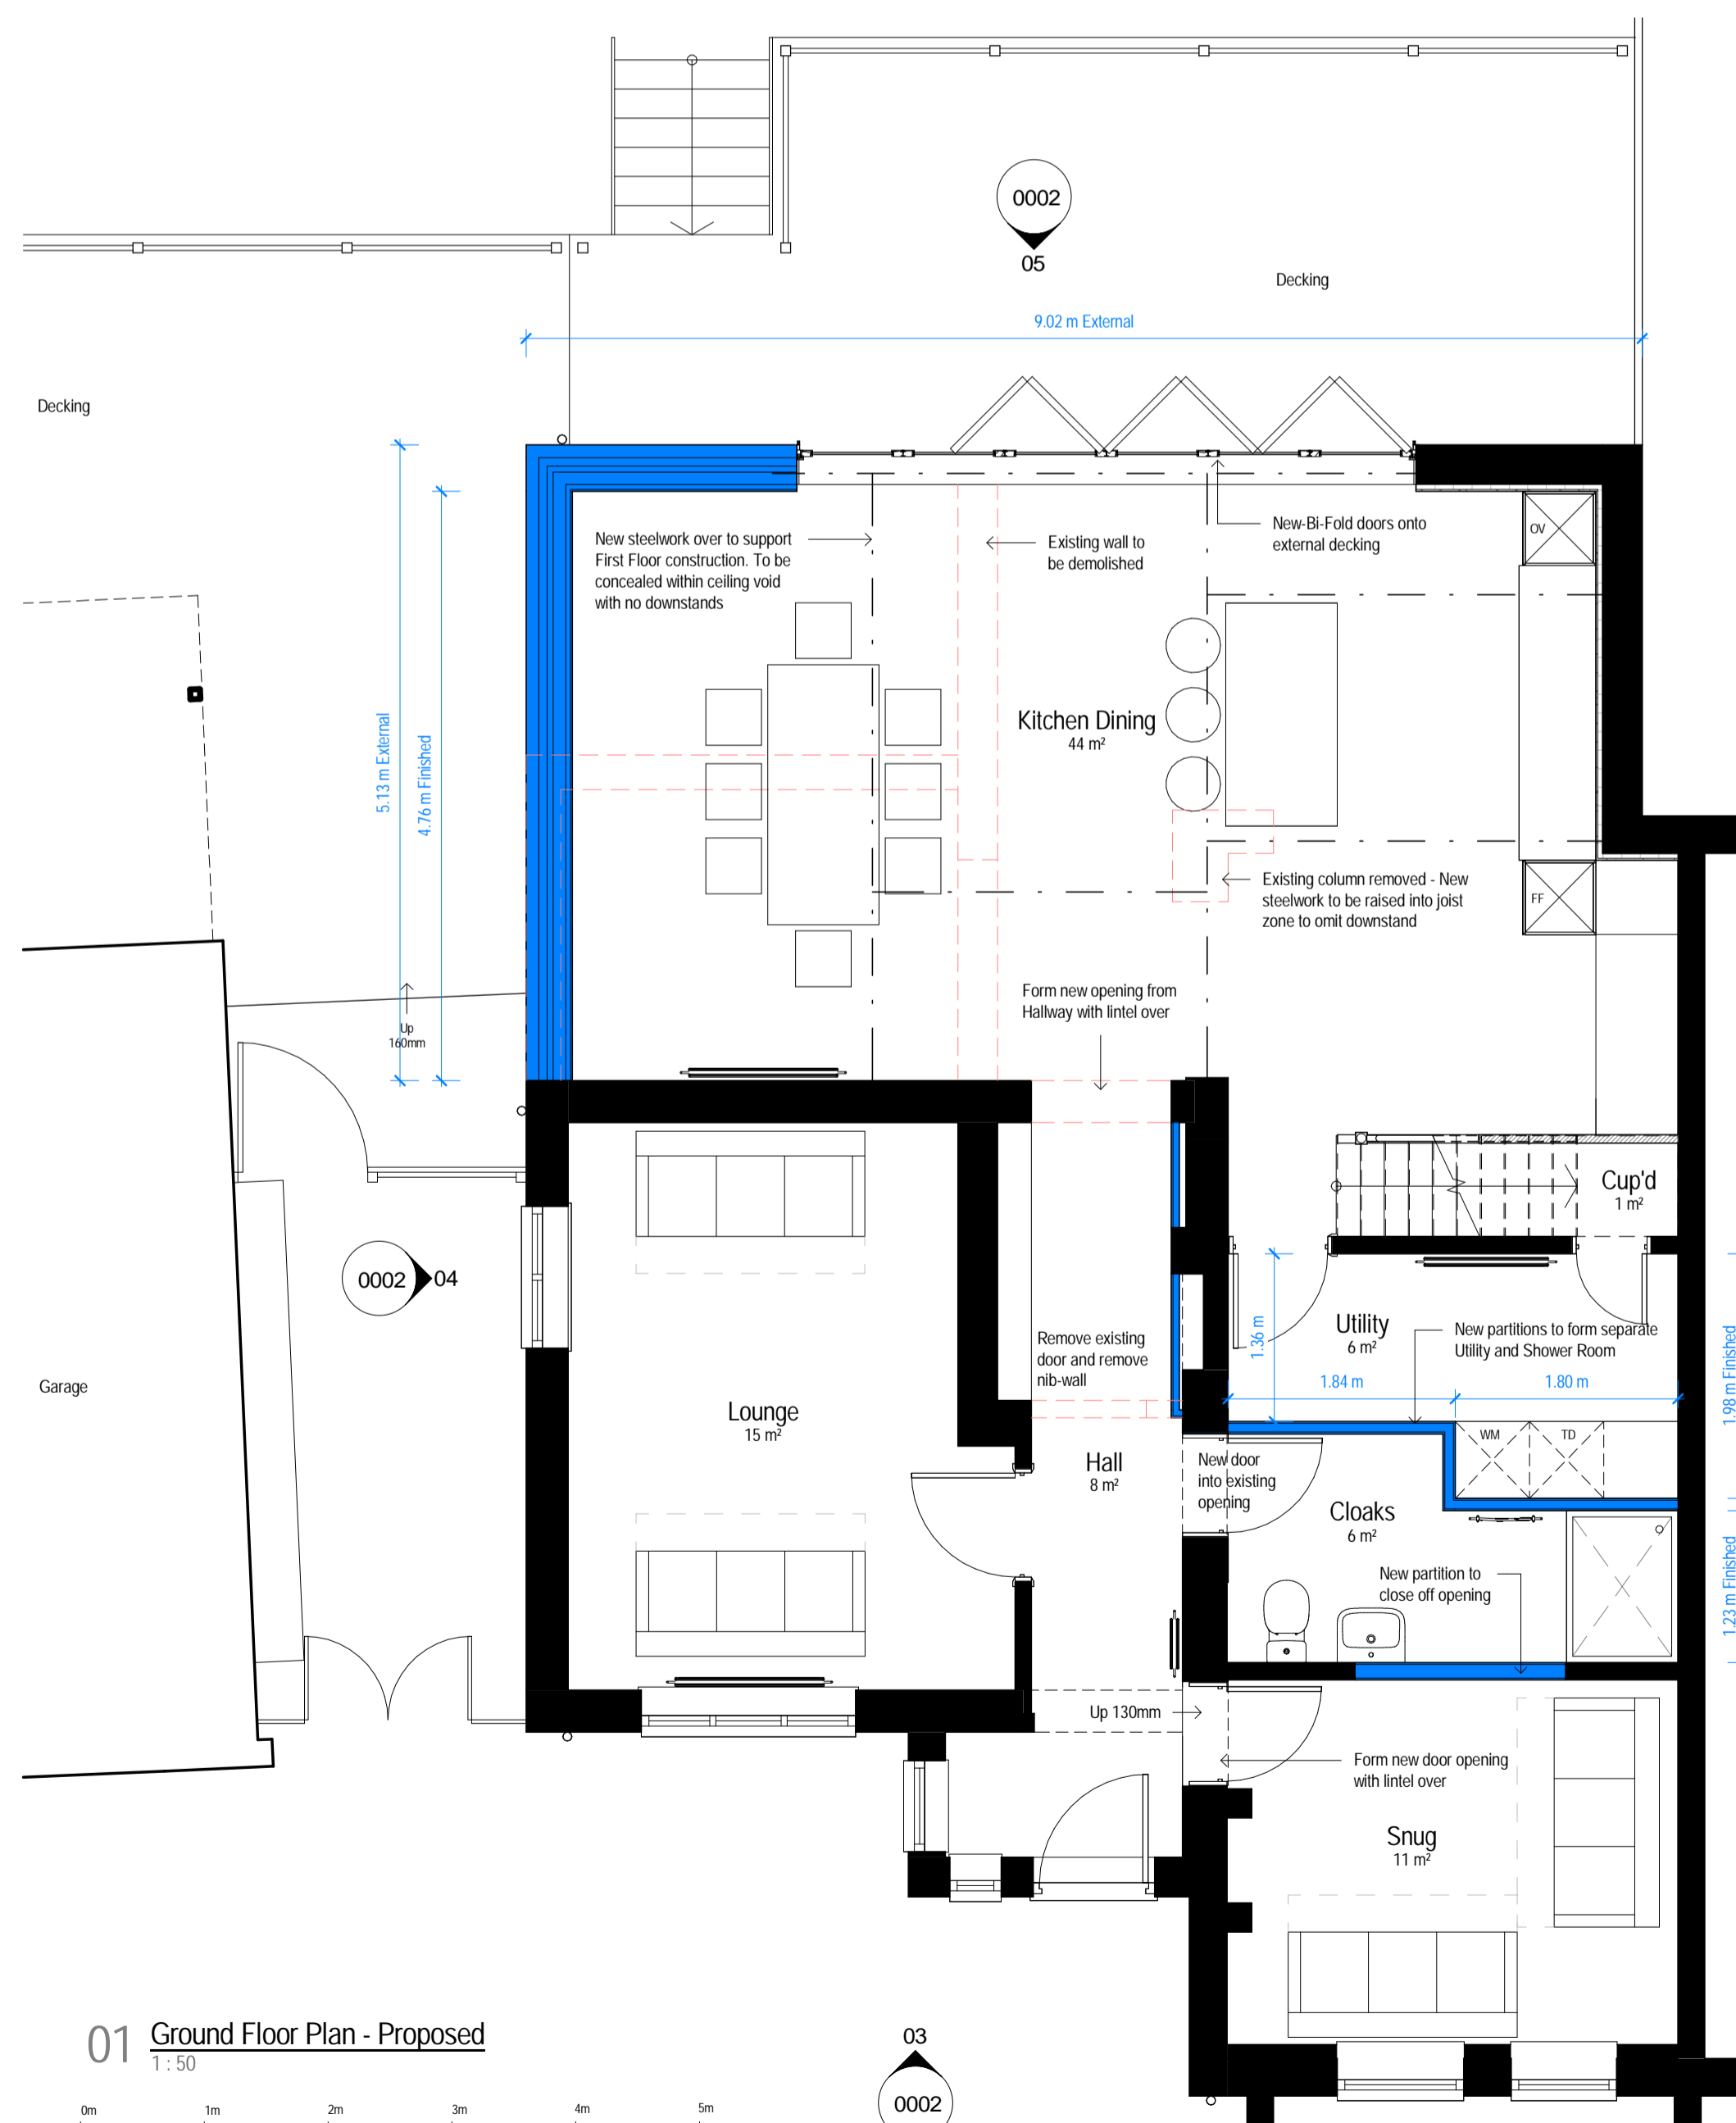 0002
05
Decking
9.02 m External
Decking
New steelwork over to support
First Floor construction. To be
concealed within ceiling void
with no downstands
Existing wall to
be demolished
New-Bi-Fold doors onto
external decking
OV
5.13 m External
4.76 m Finished
Kitchen Dining
44 m²
Existing column removed - New
steelwork to be raised into joist
zone to omit downstand
FF
Form new opening from
Hallway with lintel over
Up
160mm
Cup'd
1 m²
0002
04
Remove existing
door and remove
nib-wall
1.36 m
Utility
6 m²
New partitions to form separate
Utility and Shower Room
1.84 m
1.80 m
1.98 m Finished
Garage
Lounge
15 m²
WM
TD
Hall
8 m²
New door
into existing
opening
Cloaks
6 m²
New partition to
close off opening
1.23 m Finished
Up 130mm
Form new door opening
with lintel over
Snug
11 m²
01
Ground Floor Plan - Proposed
1 : 50
03
0002
0m
1m
2m
3m
4m
5m